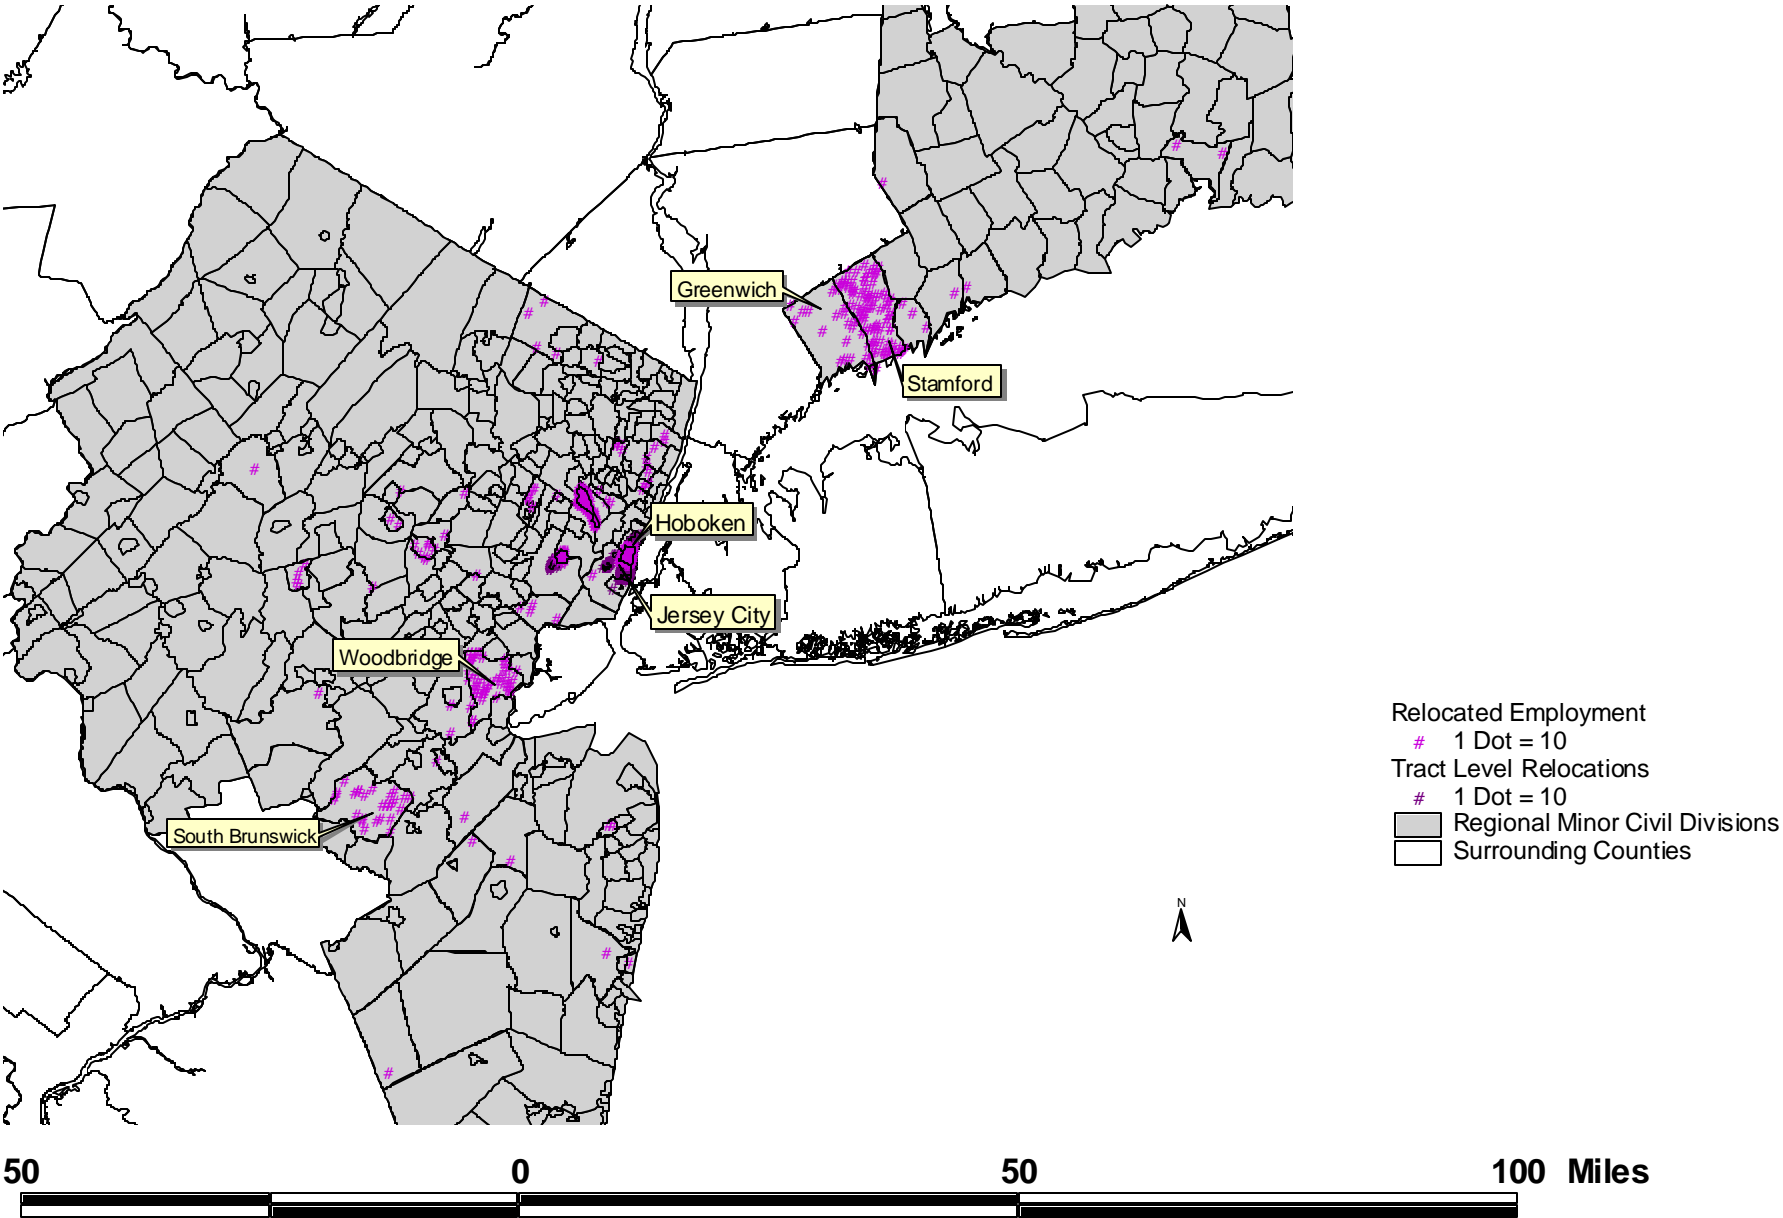 Greenwich
Stamford
Hoboken
Jersey City
Woodbridge
South Brunswick
Relocated Employment
# 1 Dot = 10
Tract Level Relocations
# 1 Dot = 10
Regional Minor Civil Divisions
Surrounding Counties
N
50 0 50 100 Miles